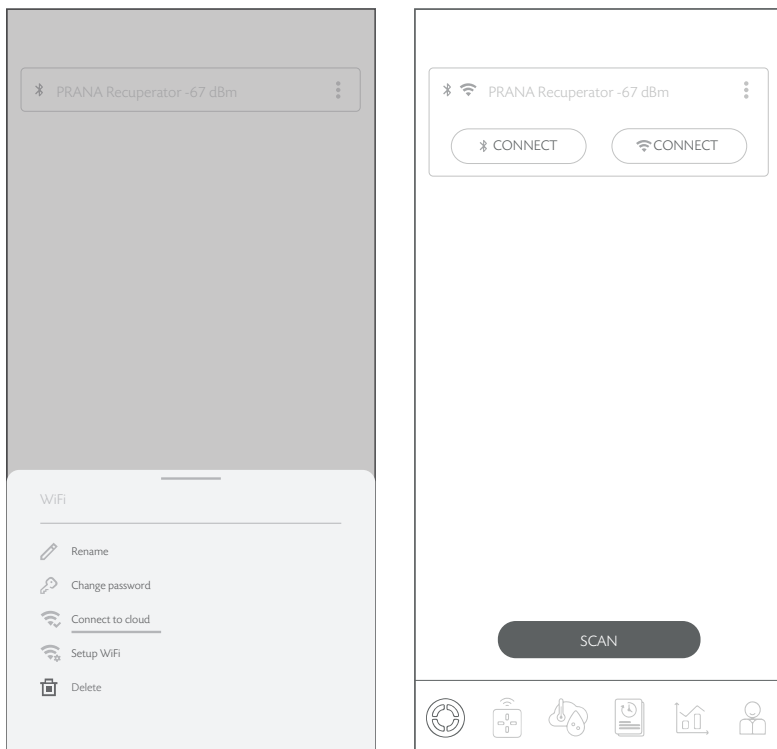 PRANA Recuperator -67 dBm
WiFi
Rename
Change password
Connect to cloud
Setup WiFi
Delete
PRANA Recuperator -67 dBm
CONNECT
CONNECT
SCAN